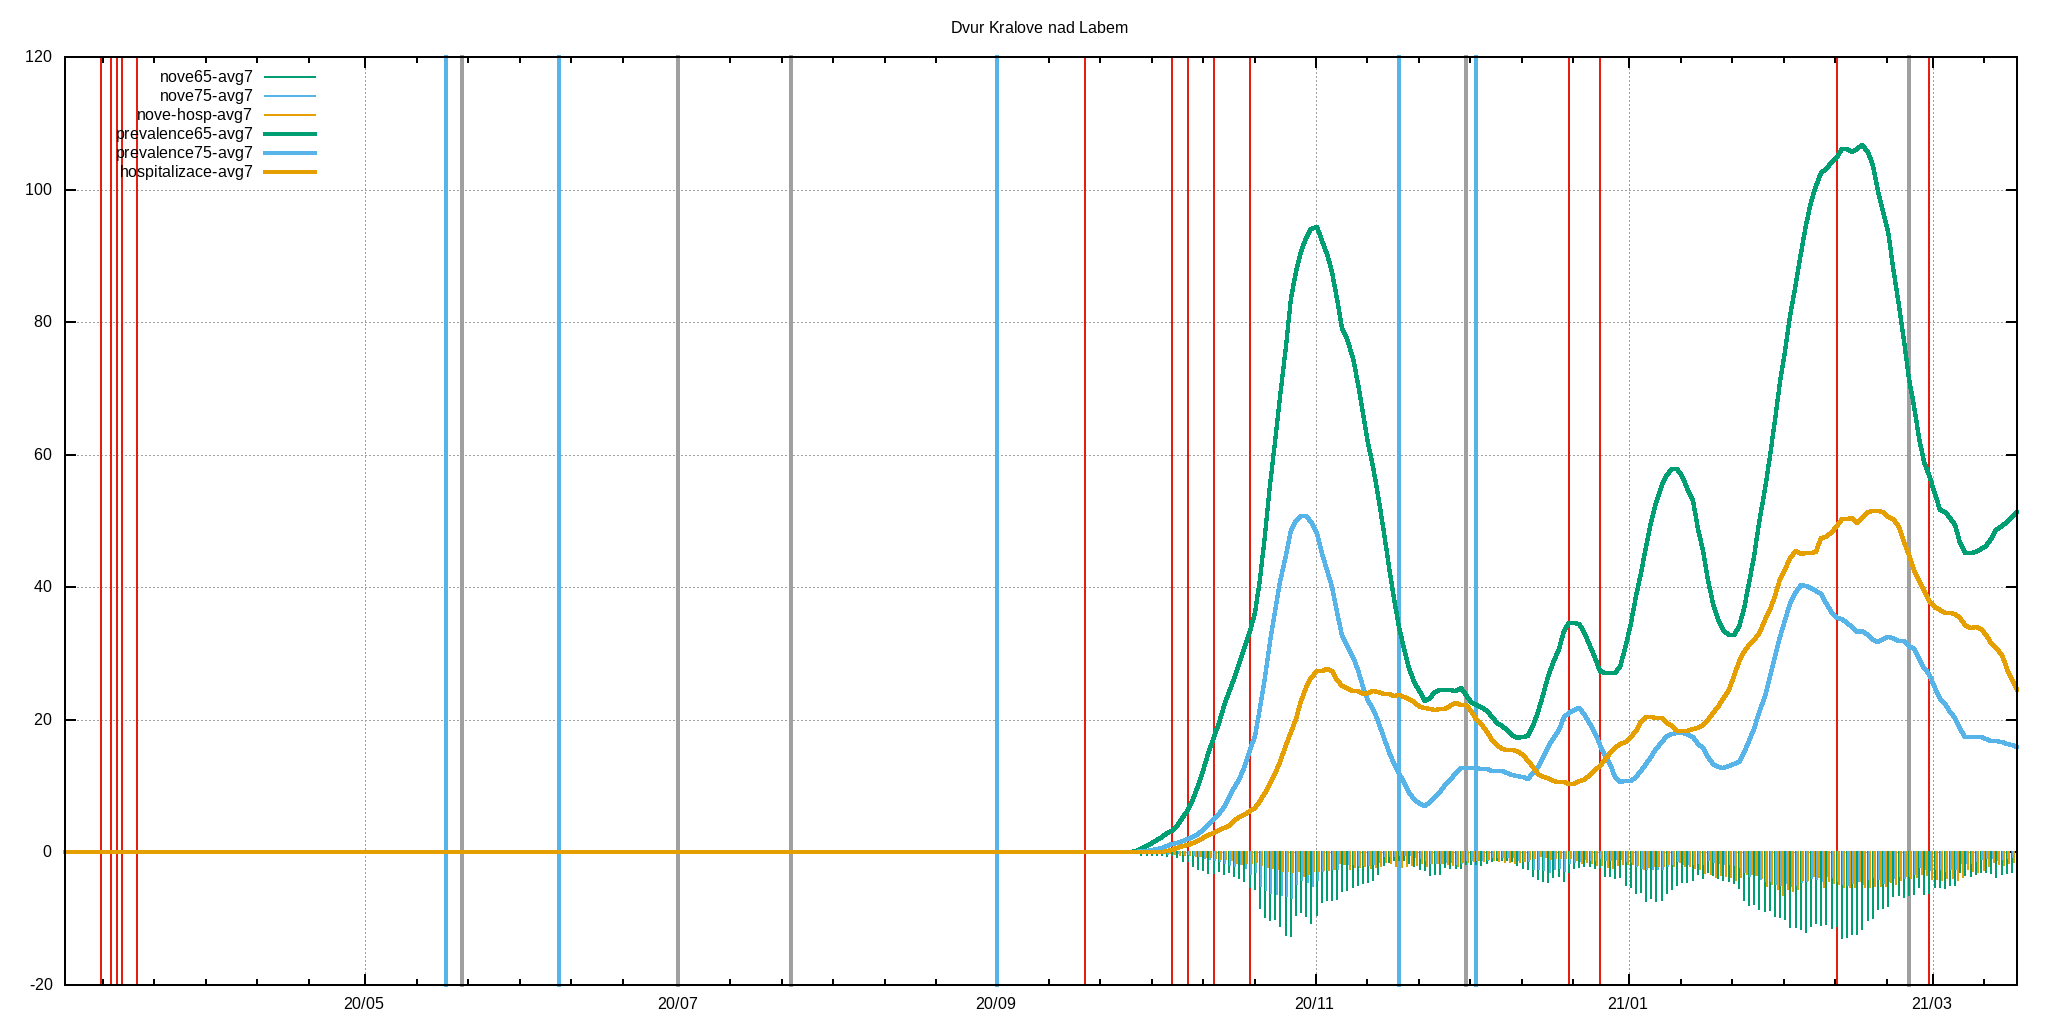 Dvur Kralove nad Labem
120
100
80
60
40
20
0
-20
nove65-avg7
nove75-avg7
nove-hosp-avg7
prevalence65-avg7
prevalence75-avg7
hospitalizace-avg7
20/05
20/07
20/09
20/11
21/01
21/03